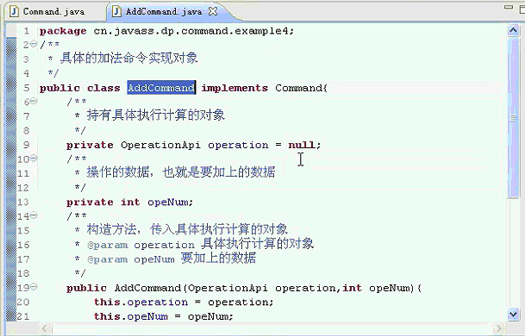 Command.java AddCommand.java
1 package cn.javass.dp.command.example4;
2 /**
3 * 具体的加法命令实现对象
4 */
5 public class AddCommand implements Command{
6 /**
7 * 持有具体执行计算的对象
8 */
9 private OperationApi operation = null;
10 /**
11 * 操作的数据，也就是要加上的数据
12 */
13 private int opeNum;
14 /**
15 * 构造方法，传入具体执行计算的对象
16 * @param operation 具体执行计算的对象
17 * @param opeNum 要加上的数据
18 */
19 public AddCommand(OperationApi operation,int opeNum){
20 this.operation = operation;
21 this.opeNum = opeNum;